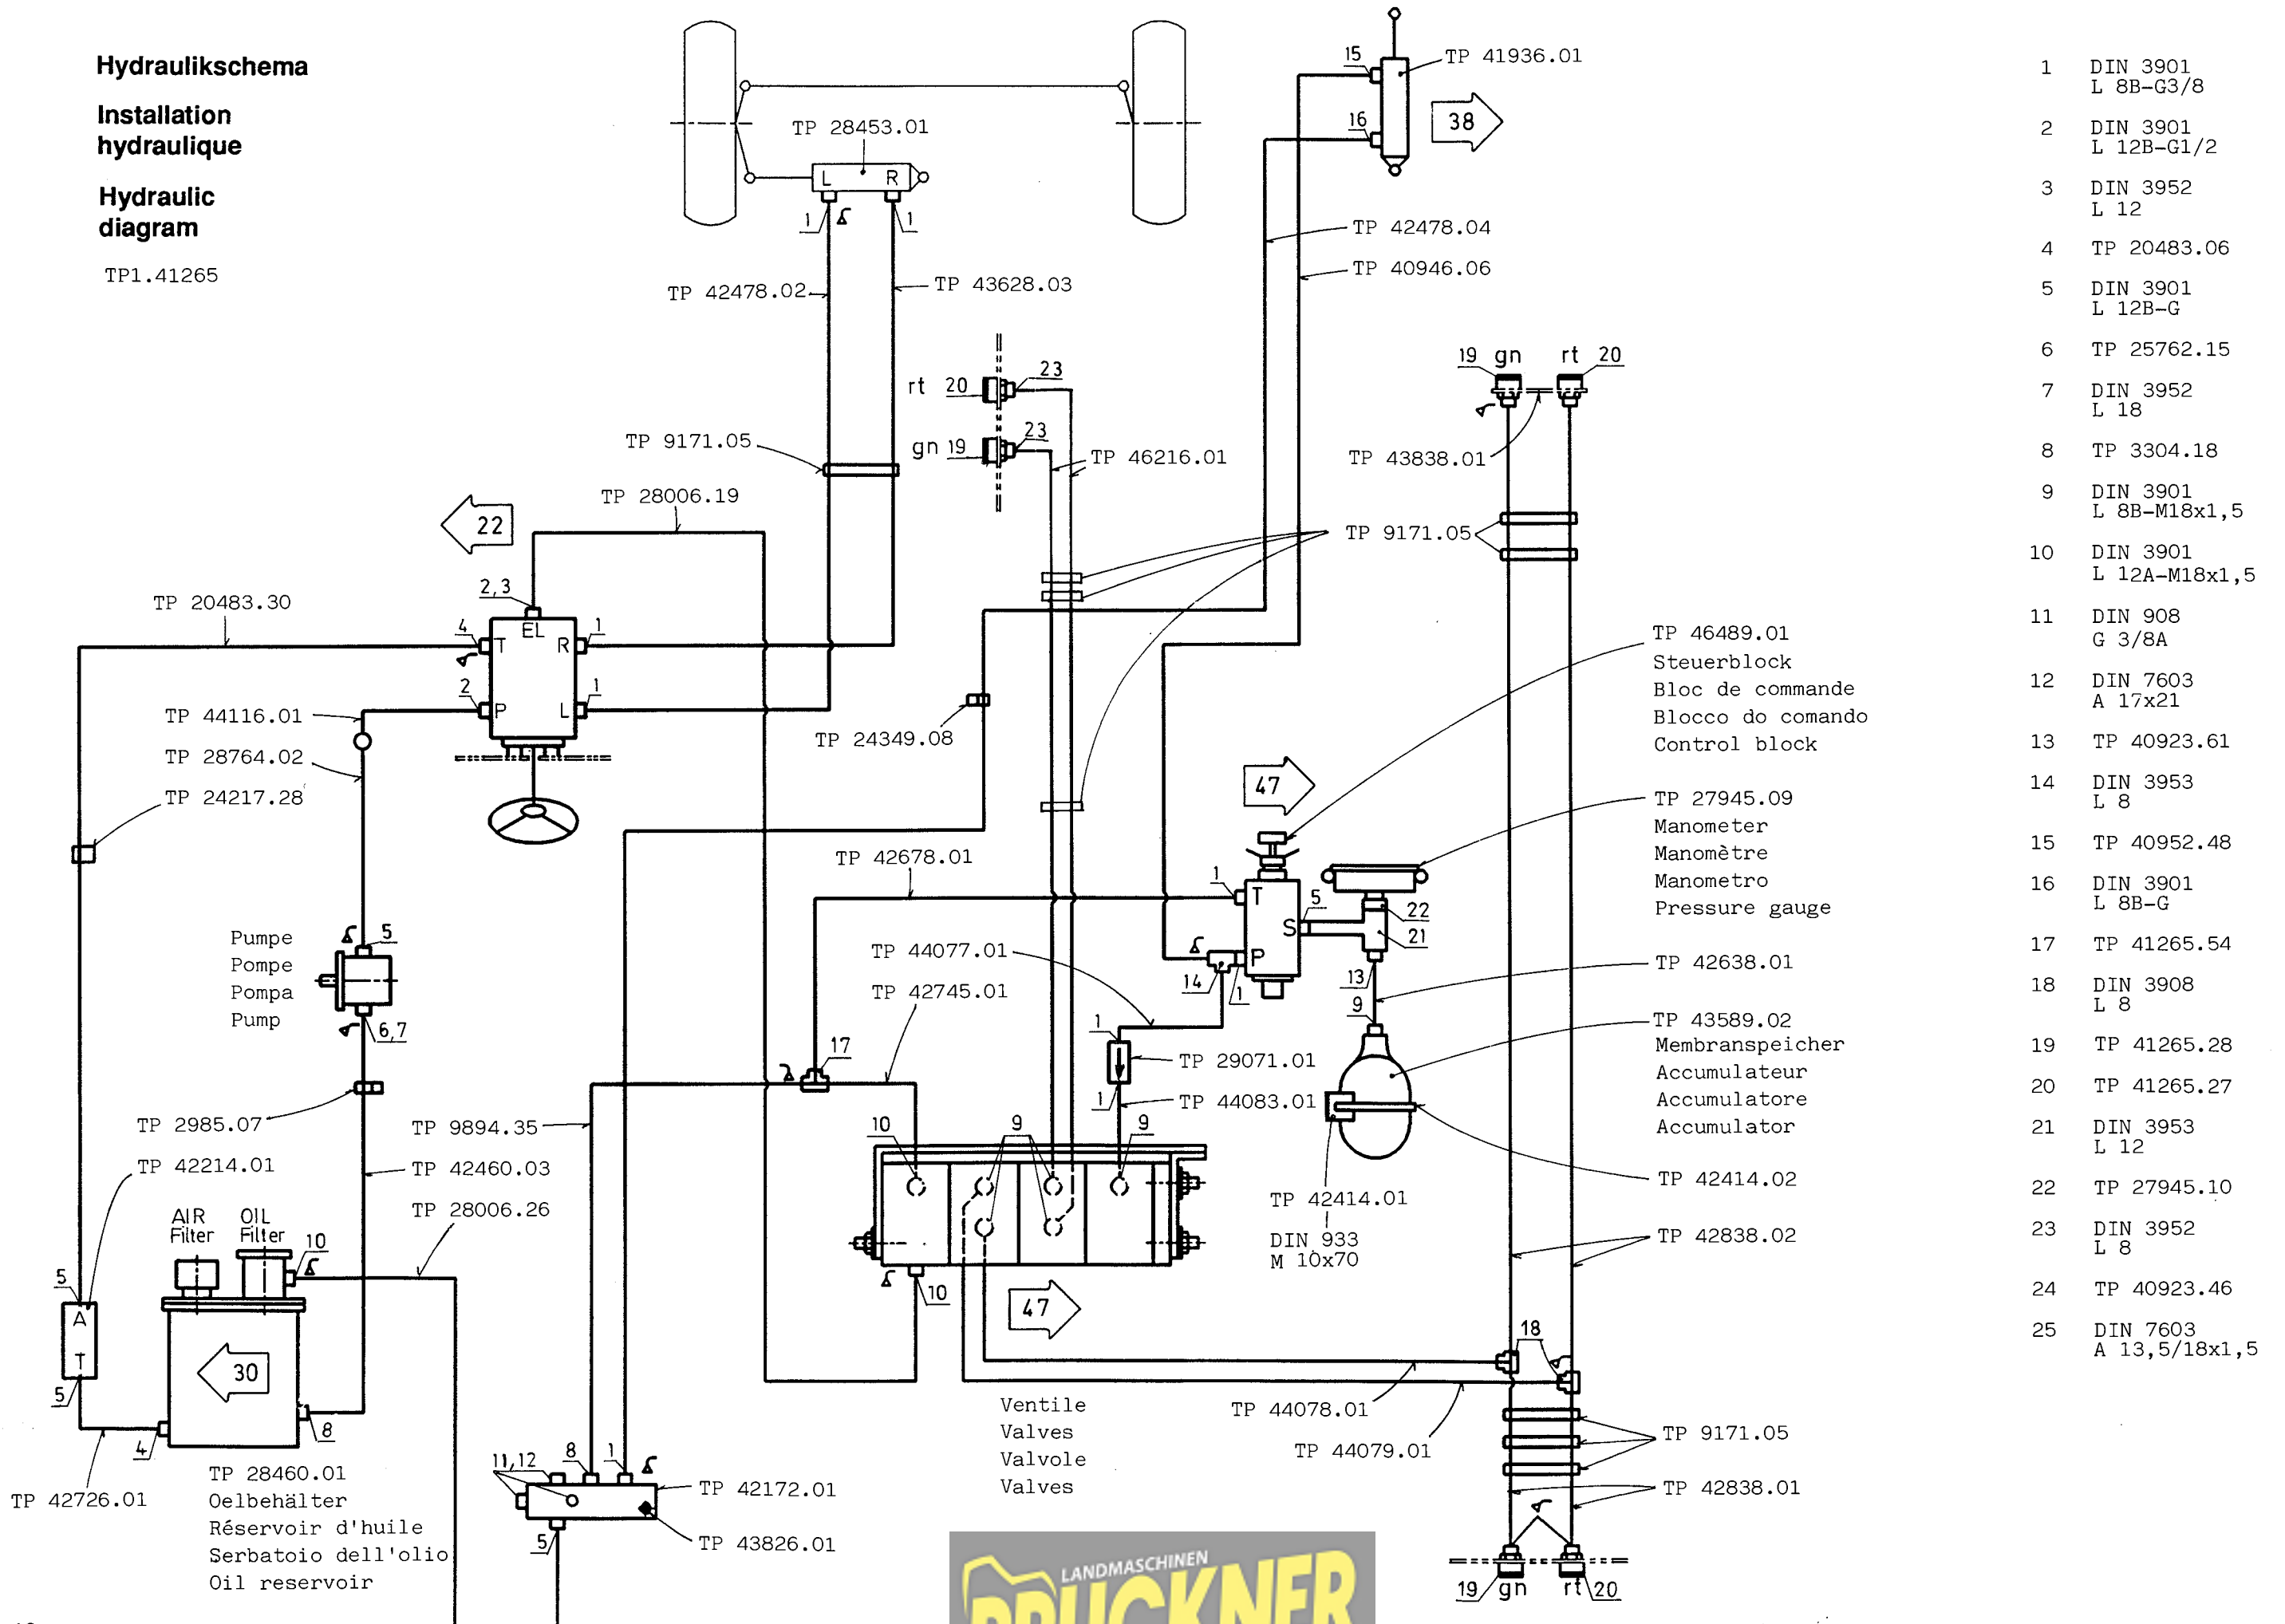 Hydraulikschema
Installation
hydraulique
Hydraulic
diagram
TP1.41265
TP 28453.01
L R
1 1
TP 42478.02
TP 43628.03
15
TP 41936.01
16
38
TP 42478.04
TP 40946.06
rt 20 23
gn 19 23
TP 46216.01
TP 9171.05
TP 28006.19
22
19 gn rt 20
TP 43838.01
TP 9171.05
TP 20483.30
2,3
EL
4 T R 1
2 P L 1
TP 44116.01
TP 28764.02
TP 24217.28
TP 24349.08
TP 46489.01
Steuerblock
Bloc de commande
Blocco do comando
Control block
47
TP 27945.09
Manometer
Manomètre
Manometro
Pressure gauge
TP 42678.01
1 T
S 5
22
21
P
14 1
13
9
Pumpe
Pompe
Pompa
Pump
5
6,7
TP 44077.01
TP 42745.01
TP 42638.01
TP 43589.02
Membranspeicher
Accumulateur
Accumulatore
Accumulator
17
1
TP 29071.01
1
TP 44083.01
TP 2985.07
TP 9894.35
TP 42214.01
TP 42460.03
TP 28006.26
10 9 9
TP 42414.01
DIN 933
M 10x70
TP 42414.02
TP 42838.02
AIR
Filter
OIL
Filter
10
5
A
T
5
30
4
8
10
47
18
Ventile
Valves
Valvole
Valves
TP 44078.01
TP 44079.01
TP 9171.05
TP 42838.01
TP 42726.01
TP 28460.01
Oelbehälter
Réservoir d'huile
Serbatoio dell'olio
Oil reservoir
11,12 8 1
TP 42172.01
TP 43826.01
5
19 gn rt 20
LANDMASCHINEN
PRUCKNER
1 DIN 3901
L 8B-G3/8
2 DIN 3901
L 12B-G1/2
3 DIN 3952
L 12
4 TP 20483.06
5 DIN 3901
L 12B-G
6 TP 25762.15
7 DIN 3952
L 18
8 TP 3304.18
9 DIN 3901
L 8B-M18x1,5
10 DIN 3901
L 12A-M18x1,5
11 DIN 908
G 3/8A
12 DIN 7603
A 17x21
13 TP 40923.61
14 DIN 3953
L 8
15 TP 40952.48
16 DIN 3901
L 8B-G
17 TP 41265.54
18 DIN 3908
L 8
19 TP 41265.28
20 TP 41265.27
21 DIN 3953
L 12
22 TP 27945.10
23 DIN 3952
L 8
24 TP 40923.46
25 DIN 7603
A 13,5/18x1,5